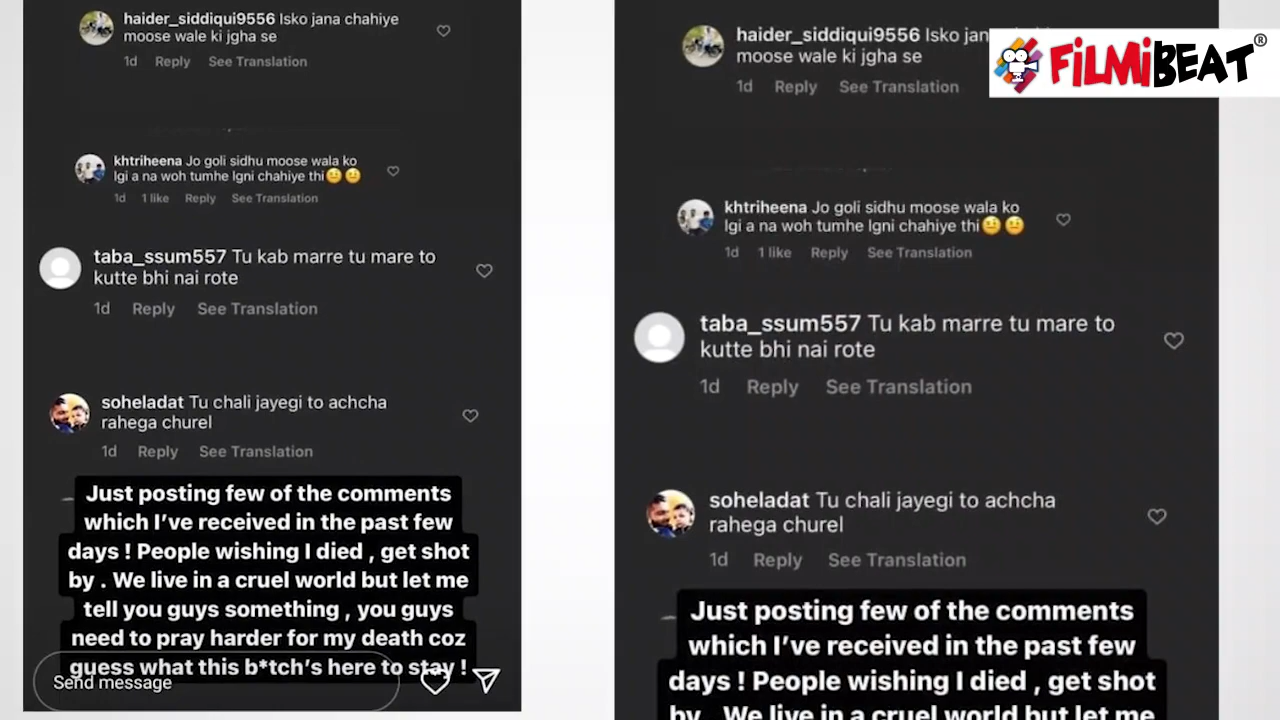 haider_siddiqui9556 Isko jana chahiye
moose wale ki jgha se
1d Reply See Translation
khtriheena Jo goli sidhu moose wala ko
lgi a na woh tumhe lgni chahiye thi🤨🤨
1d 1 like Reply See Translation
taba_ssum557 Tu kab marre tu mare to
kutte bhi nai rote
1d Reply See Translation
soheladat Tu chali jayegi to achcha
rahega churel
1d Reply See Translation
Just posting few of the comments
which I've received in the past few
days ! People wishing I died , get shot
by . We live in a cruel world but let me
tell you guys something , you guys
need to pray harder for my death coz
guess what this b*tch's here to stay !
Send message
haider_siddiqui9556 Isko jan
moose wale ki jgha se
1d Reply See Translation
khtriheena Jo goli sidhu moose wala ko
lgi a na woh tumhe lgni chahiye thi🤨🤨
1d 1 like Reply See Translation
taba_ssum557 Tu kab marre tu mare to
kutte bhi nai rote
1d Reply See Translation
soheladat Tu chali jayegi to achcha
rahega churel
1d Reply See Translation
Just posting few of the comments
which I've received in the past few
days ! People wishing I died , get shot
by . We live in a cruel world but let me
FiLMiBEAT®